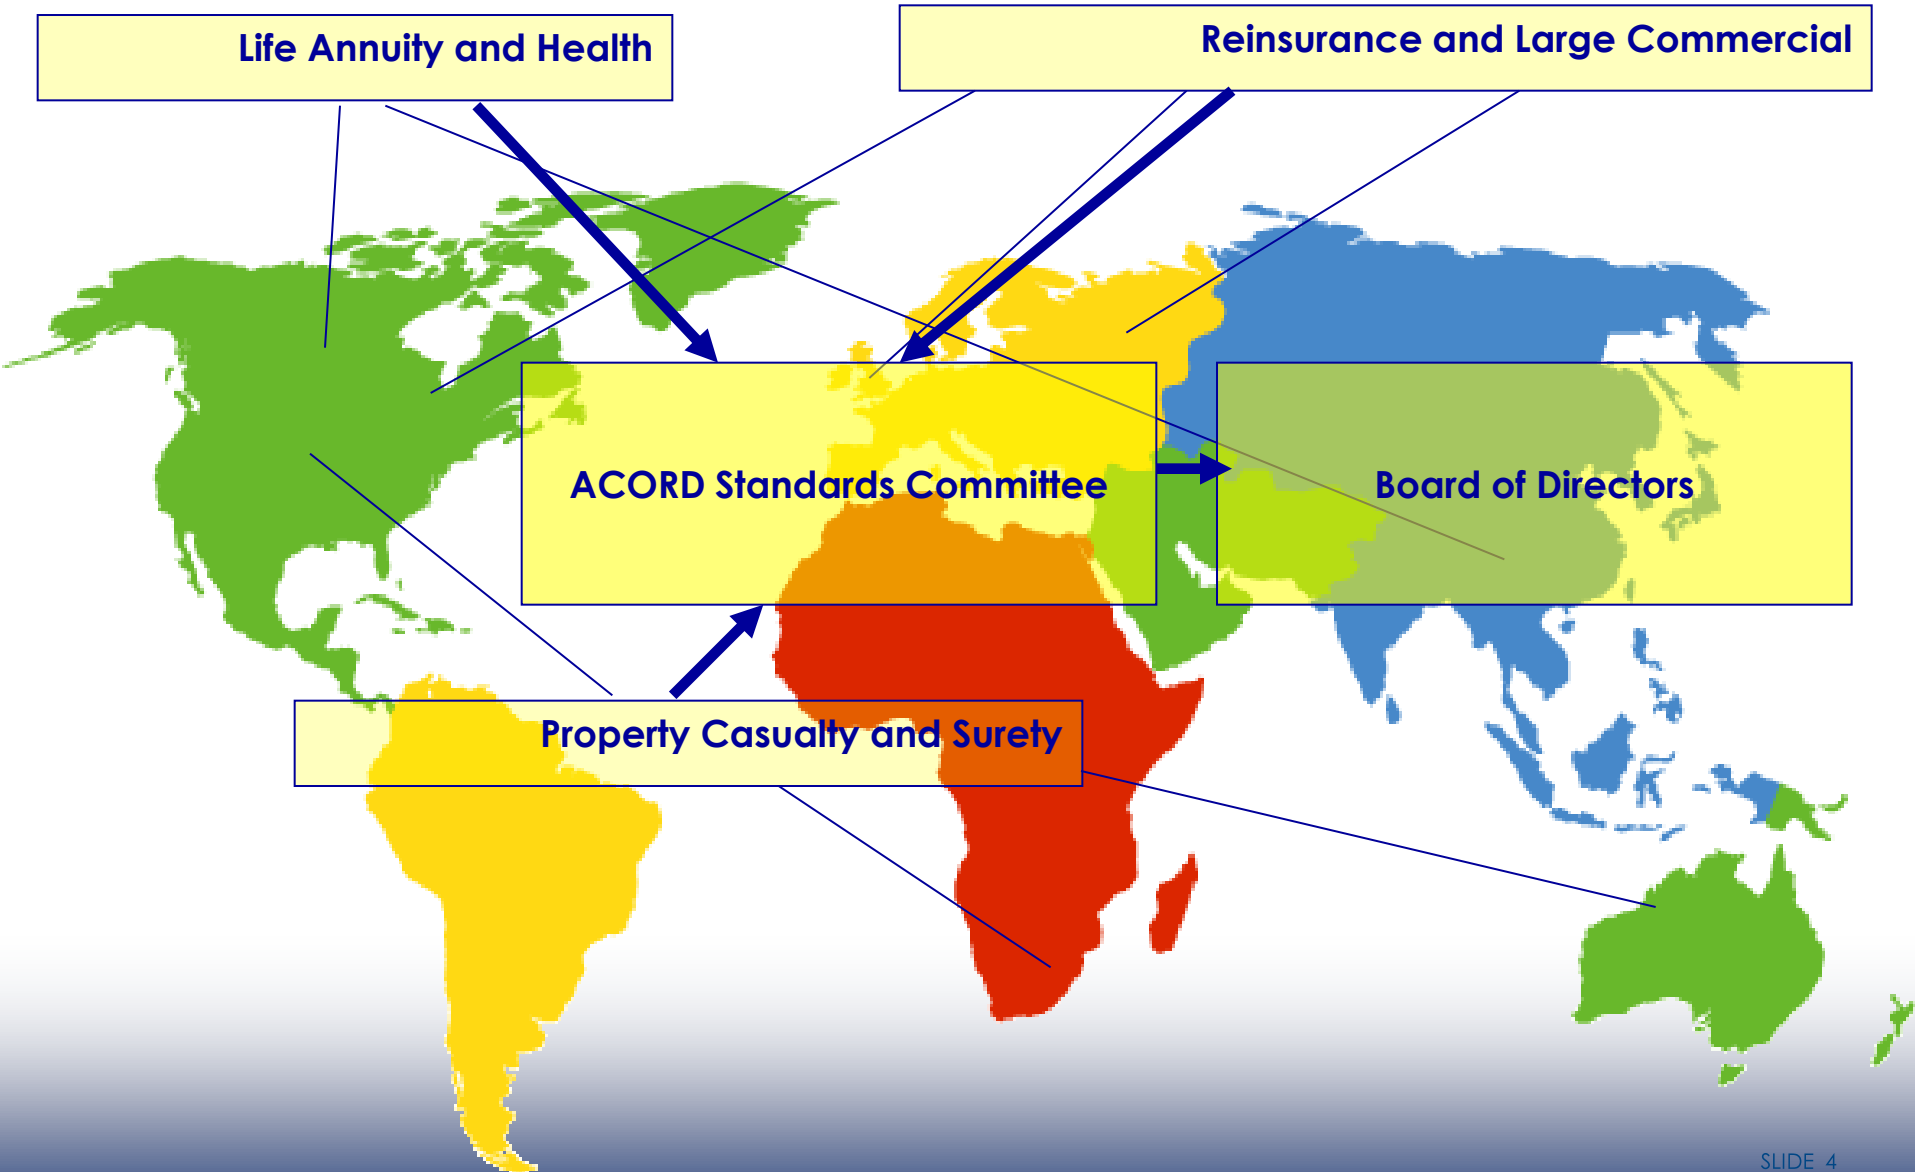 Life Annuity and Health
Reinsurance and Large Commercial
ACORD Standards Committee
Board of Directors
Property Casualty and Surety
SLIDE 4